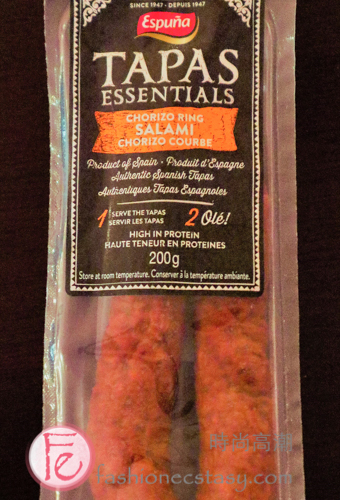 SINCE 1947 • DEPUIS 1947
Espuña
TAPAS
ESSENTIALS
CHORIZO RING
SALAMI
CHORIZO COURBE
Product of Spain • Produit d'Espagne
Authentic Spanish Tapas
Authentiques Tapas Espagnoles
1 SERVE THE TAPAS
SERVIR LES TAPAS
2 Olé!
HIGH IN PROTEIN
HAUTE TENEUR EN PROTEINES
200g
Store at room temperature. Conserver à la température ambiante.
時尚高潮
Fe
fashionecstasy.com